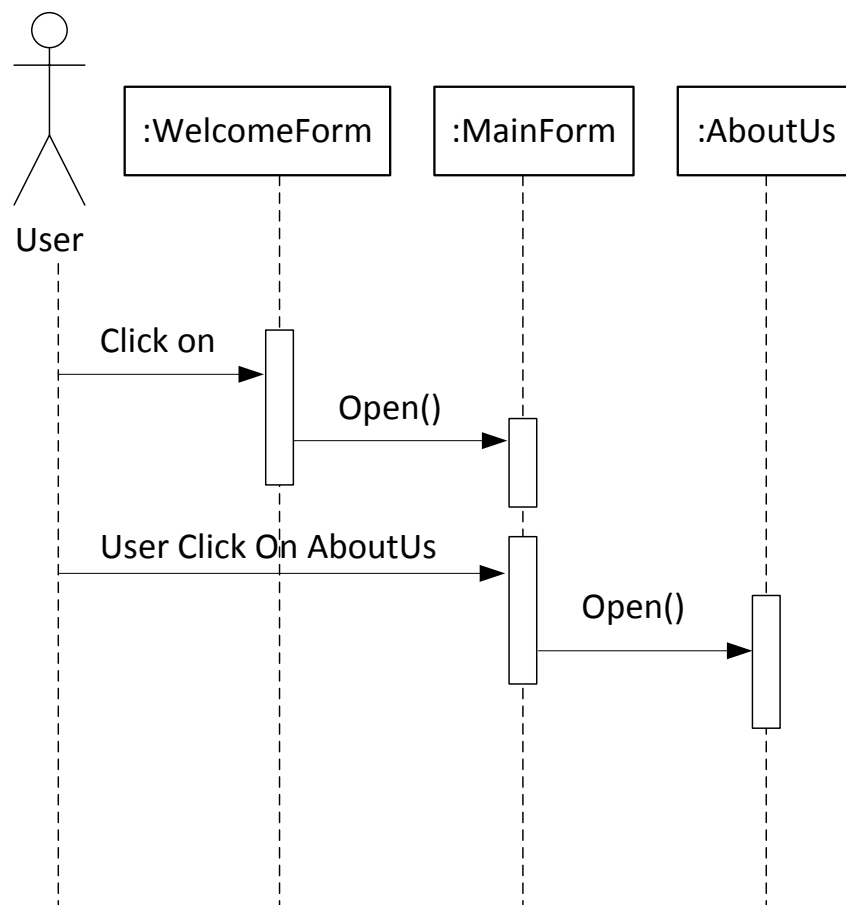 :WelcomeForm
:MainForm
:AboutUs
User
Click on
Open()
User Click On AboutUs
Open()